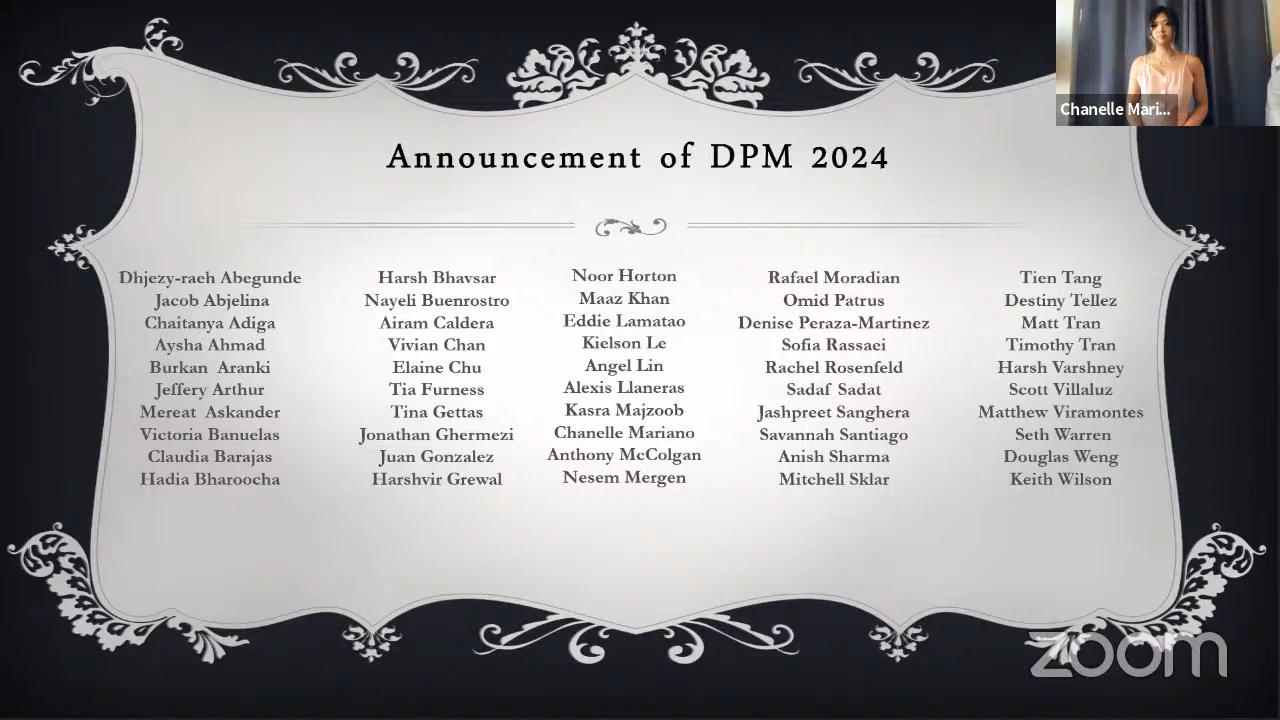 Chanelle Mari...
Announcement of DPM 2024
Dhjezy-raeh Abegunde
Jacob Abjelina
Chaitanya Adiga
Aysha Ahmad
Burkan Aranki
Jeffery Arthur
Mereat Askander
Victoria Banuelas
Claudia Barajas
Hadia Bharoocha
Harsh Bhavsar
Nayeli Buenrostro
Airam Caldera
Vivian Chan
Elaine Chu
Tia Furness
Tina Gettas
Jonathan Ghermezi
Juan Gonzalez
Harshvir Grewal
Noor Horton
Maaz Khan
Eddie Lamatao
Kielson Le
Angel Lin
Alexis Llaneras
Kasra Majzoob
Chanelle Mariano
Anthony McColgan
Nesem Mergen
Rafael Moradian
Omid Patrus
Denise Peraza-Martinez
Sofia Rassaei
Rachel Rosenfeld
Sadaf Sadat
Jashpreet Sanghera
Savannah Santiago
Anish Sharma
Mitchell Sklar
Tien Tang
Destiny Tellez
Matt Tran
Timothy Tran
Harsh Varshney
Scott Villaluz
Matthew Viramontes
Seth Warren
Douglas Weng
Keith Wilson
zoom